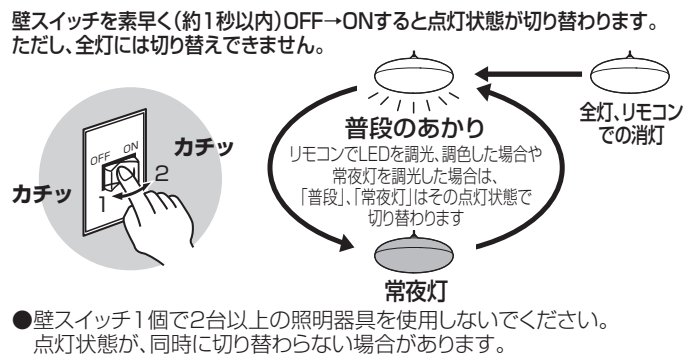 壁スイッチを素早く(約1秒以内)OFF→ONすると点灯状態が切り替わります。
ただし、全灯には切り替えできません。
OFF ON
カチッ
カチッ
1
2
普段のあかり
リモコンでLEDを調光、調色した場合や
常夜灯を調光した場合は、
「普段」、「常夜灯」はその点灯状態で
切り替わります
全灯、リモコン
での消灯
常夜灯
●壁スイッチ1個で2台以上の照明器具を使用しないでください。
点灯状態が、同時に切り替わらない場合があります。